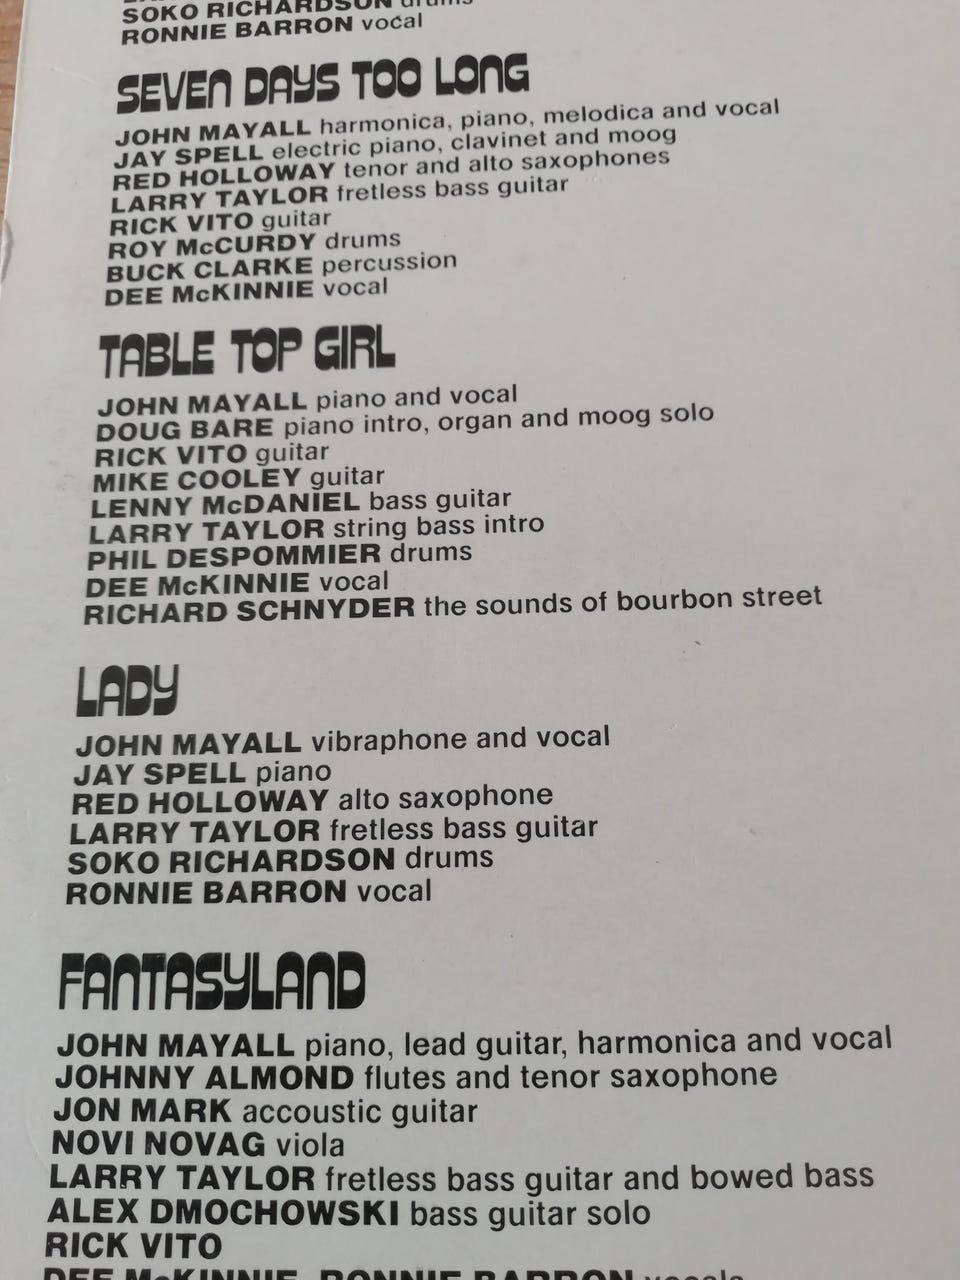 SOKO RICHARDSON drums
RONNIE BARRON vocal
SEVEN DAYS TOO LONG
JOHN MAYALL harmonica, piano, melodica and vocal
JAY SPELL electric piano, clavinet and moog
RED HOLLOWAY tenor and alto saxophones
LARRY TAYLOR fretless bass guitar
RICK VITO guitar
ROY McCURDY drums
BUCK CLARKE percussion
DEE McKINNIE vocal
TABLE TOP GIRL
JOHN MAYALL piano and vocal
DOUG BARE piano intro, organ and moog solo
RICK VITO guitar
MIKE COOLEY guitar
LENNY McDANIEL bass guitar
LARRY TAYLOR string bass intro
PHIL DESPOMMIER drums
DEE McKINNIE vocal
RICHARD SCHNYDER the sounds of bourbon street
LADY
JOHN MAYALL vibraphone and vocal
JAY SPELL piano
RED HOLLOWAY alto saxophone
LARRY TAYLOR fretless bass guitar
SOKO RICHARDSON drums
RONNIE BARRON vocal
FANTASYLAND
JOHN MAYALL piano, lead guitar, harmonica and vocal
JOHNNY ALMOND flutes and tenor saxophone
JON MARK accoustic guitar
NOVI NOVAG viola
LARRY TAYLOR fretless bass guitar and bowed bass
ALEX DMOCHOWSKI bass guitar solo
RICK VITO
DEE McKINNIE, RONNIE BARRON vocals